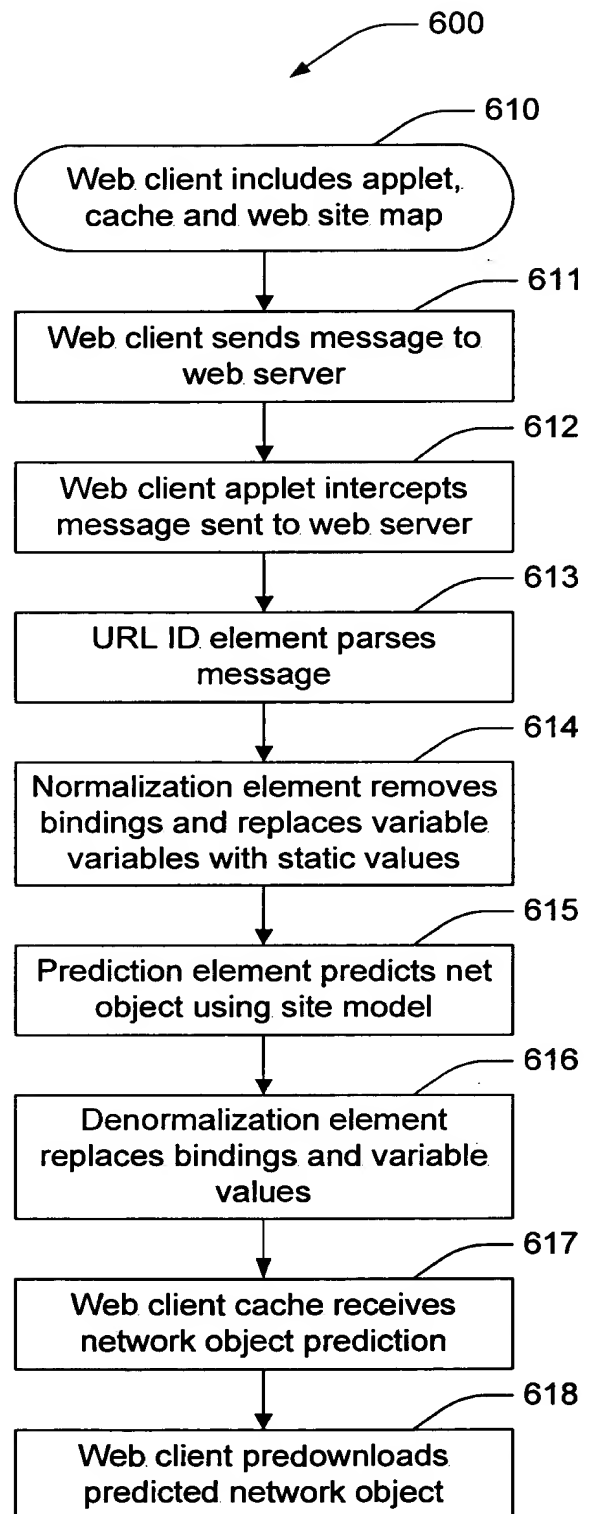 600
610
Web client includes applet,
cache and web site map
611
Web client sends message to
web server
612
Web client applet intercepts
message sent to web server
613
URL ID element parses
message
614
Normalization element removes
bindings and replaces variable
variables with static values
615
Prediction element predicts net
object using site model
616
Denormalization element
replaces bindings and variable
values
617
Web client cache receives
network object prediction
618
Web client predownloads
predicted network object